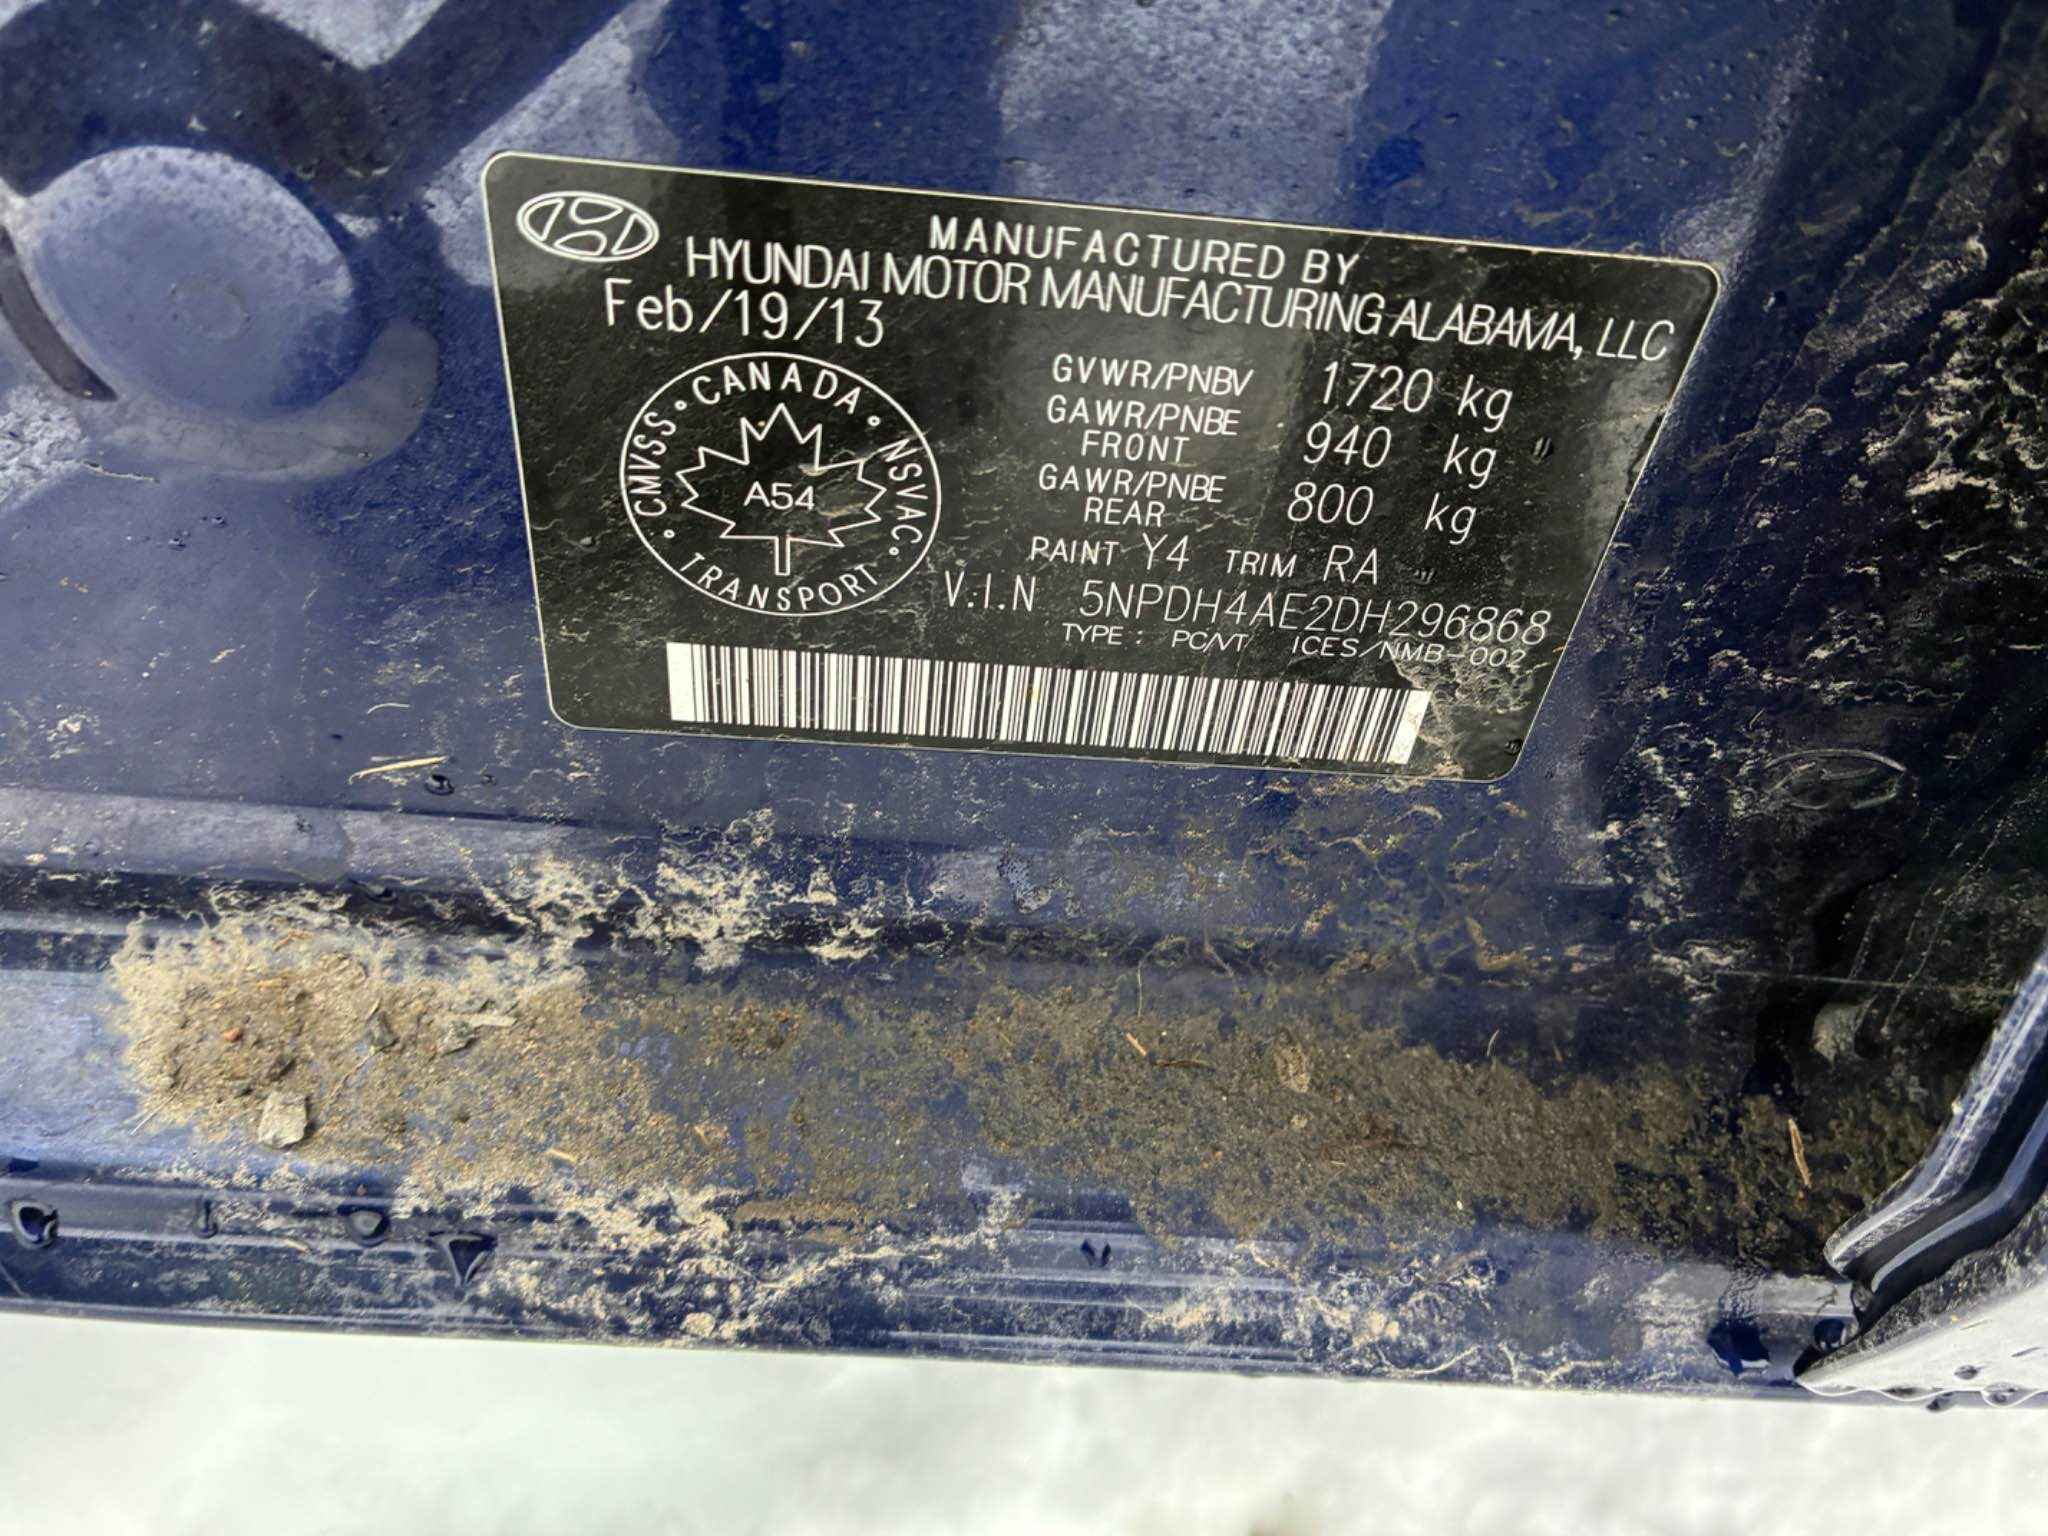 MANUFACTURED BY
HYUNDAI MOTOR MANUFACTURING ALABAMA, LLC
Feb/19/13
GVWR/PNBV 1720 kg
GAWR/PNBE FRONT 940 kg
GAWR/PNBE REAR 800 kg
CMVSS • CANADA • NSVAC • TRANSPORT •
A54
PAINT Y4 TRIM RA
V.I.N 5NPDH4AE2DH296868
TYPE : PC/VT ICES/NMB-002